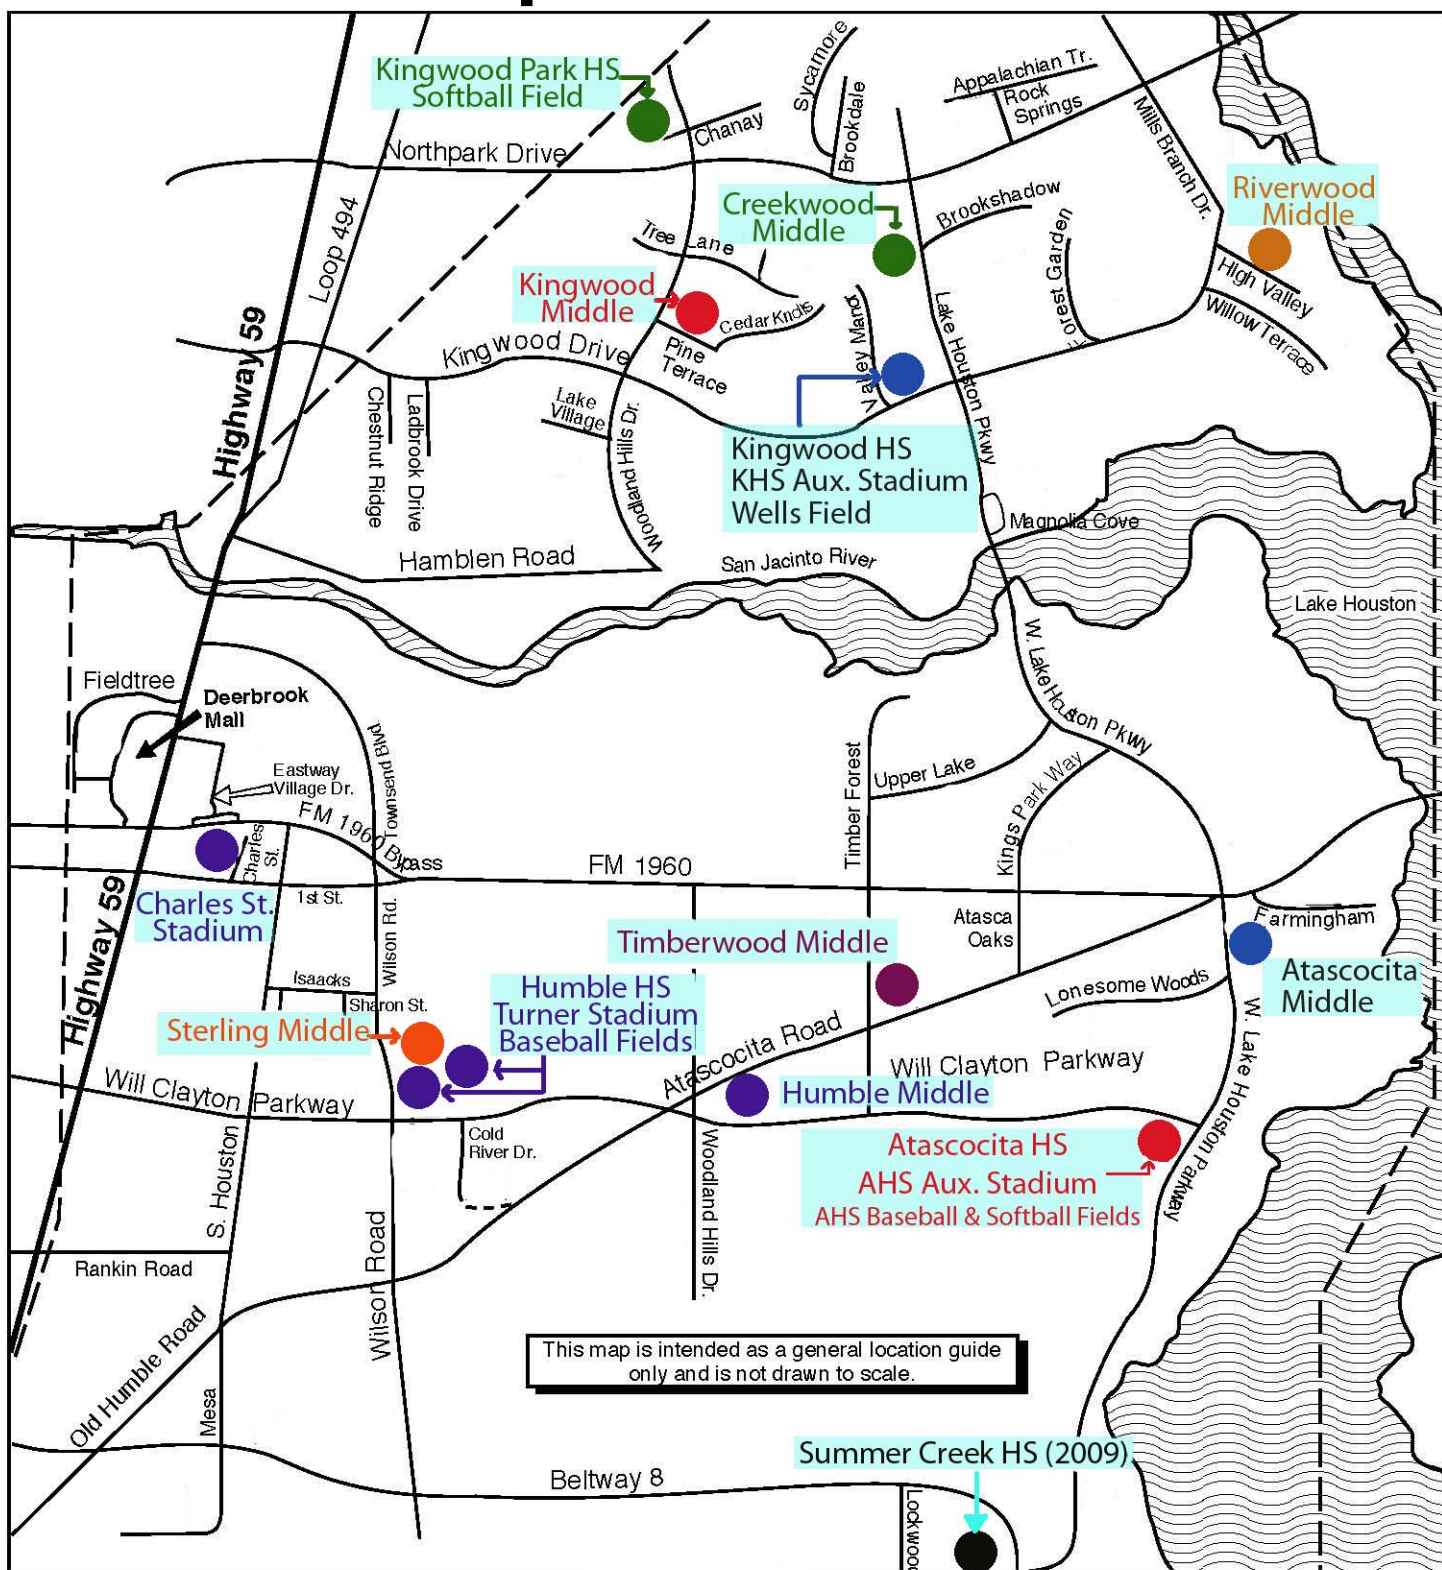 Kingwood Park HS
Softball Field
Sycamore
Brookdale
Appalachian Tr.
Rock
Springs
Chanay
Northpark Drive
Mills Branch Dr.
Loop 494
Creekwood
Middle
Brookshadow
Riverwood
Middle
Tree Lane
Forest Garden
Kingwood
Middle
High Valley
Willow Terrace
Cedar Knolls
Valley Manor
Lake Houston Pkwy
Highway 59
Kingwood Drive
Pine
Terrace
Lake
Village
Chestnut Ridge
Ladbrook Drive
Woodland Hills Dr.
Kingwood HS
KHS Aux. Stadium
Wells Field
Magnolia Cove
Hamblen Road
San Jacinto River
Lake Houston
W. Lake Houston Pkwy
Fieldtree
Deerbrook
Mall
Townsend Blvd
Eastway
Village Dr.
Upper Lake
Kings Park Way
Timber Forest
FM 1960 Bypass
Charles
St.
FM 1960
Highway 59
Charles St.
Stadium
1st St.
Wilson Rd.
Atasca
Oaks
Farmingham
Timberwood Middle
Atascocita
Middle
Isaacks
Sharon St.
Humble HS
Turner Stadium
Baseball Fields
Lonesome Woods
Sterling Middle
Atascocita Road
Will Clayton Parkway
W. Lake Houston Parkway
Will Clayton Parkway
Humble Middle
Cold
River Dr.
S. Houston
Woodland Hills Dr.
Atascocita HS
AHS Aux. Stadium
AHS Baseball & Softball Fields
Rankin Road
Wilson Road
Old Humble Road
This map is intended as a general location guide
only and is not drawn to scale.
Mesa
Summer Creek HS (2009)
Beltway 8